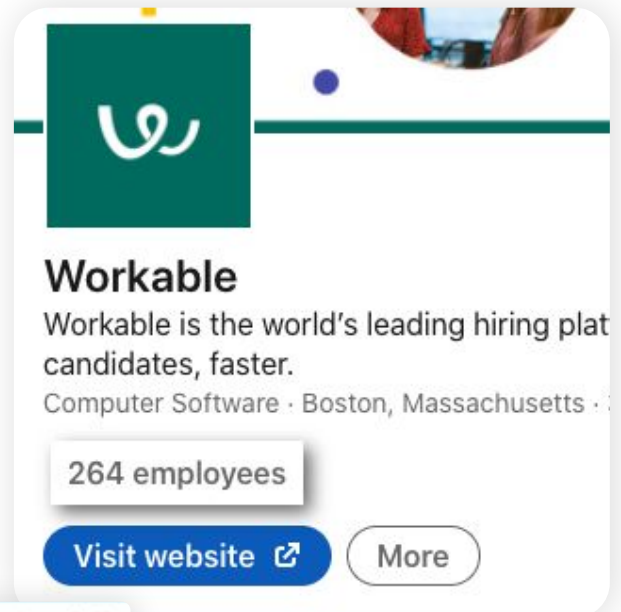 Workable
Workable is the world's leading hiring plat
candidates, faster.
Computer Software · Boston, Massachusetts ·
264 employees
Visit website
More